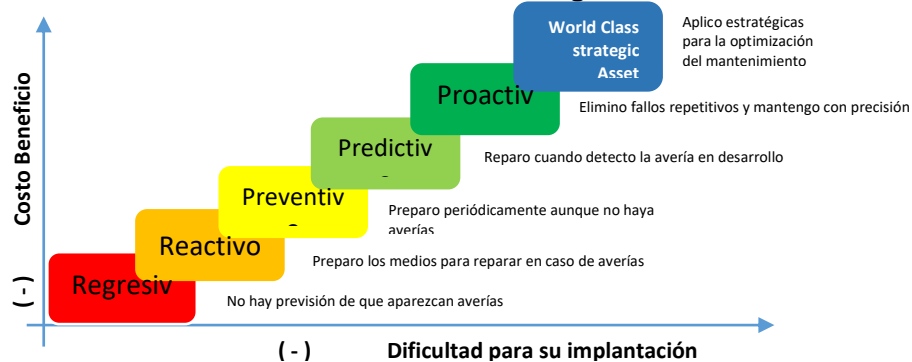 World Class
strategic
Asset
Aplico estratégicas
para la optimización
del mantenimiento
Proactiv
Elimino fallos repetitivos y mantengo con precisión
Predictiv
Reparo cuando detecto la avería en desarrollo
Preventiv
Preparo periódicamente aunque no haya
averías
Reactivo
Preparo los medios para reparar en caso de averías
Regresiv
No hay previsión de que aparezcan averías
Costo Beneficio
( - )
( - ) Dificultad para su implantación